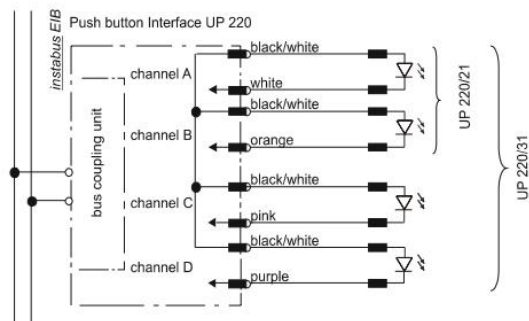 Push button Interface UP 220
instabus EIB
bus coupling unit
channel A
black/white
white
channel B
black/white
orange
channel C
black/white
pink
channel D
black/white
purple
UP 220/21
UP 220/31